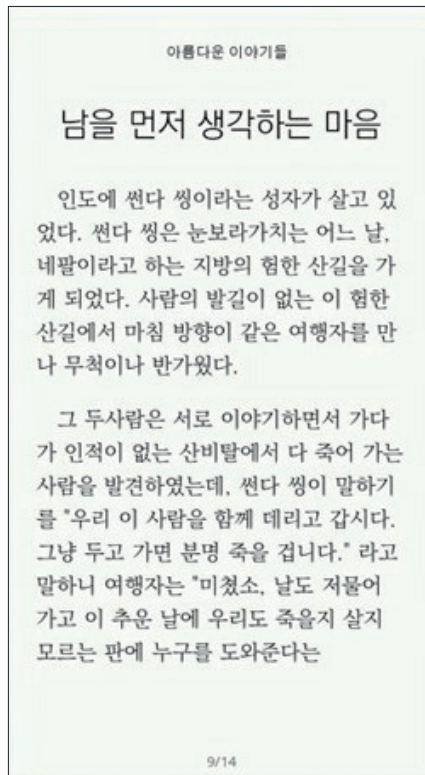 아름다운 이야기들
남을 먼저 생각하는 마음
인도에 썬다 씽이라는 성자가 살고 있
었다. 썬다 씽은 눈보라가치는 어느 날,
네팔이라고 하는 지방의 험한 산길을 가
게 되었다. 사람의 발길이 없는 이 험한
산길에서 마침 방향이 같은 여행자를 만
나 무척이나 반가웠다.
그 두사람은 서로 이야기하면서 가다
가 인적이 없는 산비탈에서 다 죽어 가는
사람을 발견하였는데, 썬다 씽이 말하기
를 "우리 이 사람을 함께 데리고 갑시다.
그냥 두고 가면 분명 죽을 겁니다." 라고
말하니 여행자는 "미쳤소, 날도 저물어
가고 이 추운 날에 우리도 죽을지 살지
모르는 판에 누구를 도와준다는
9/14